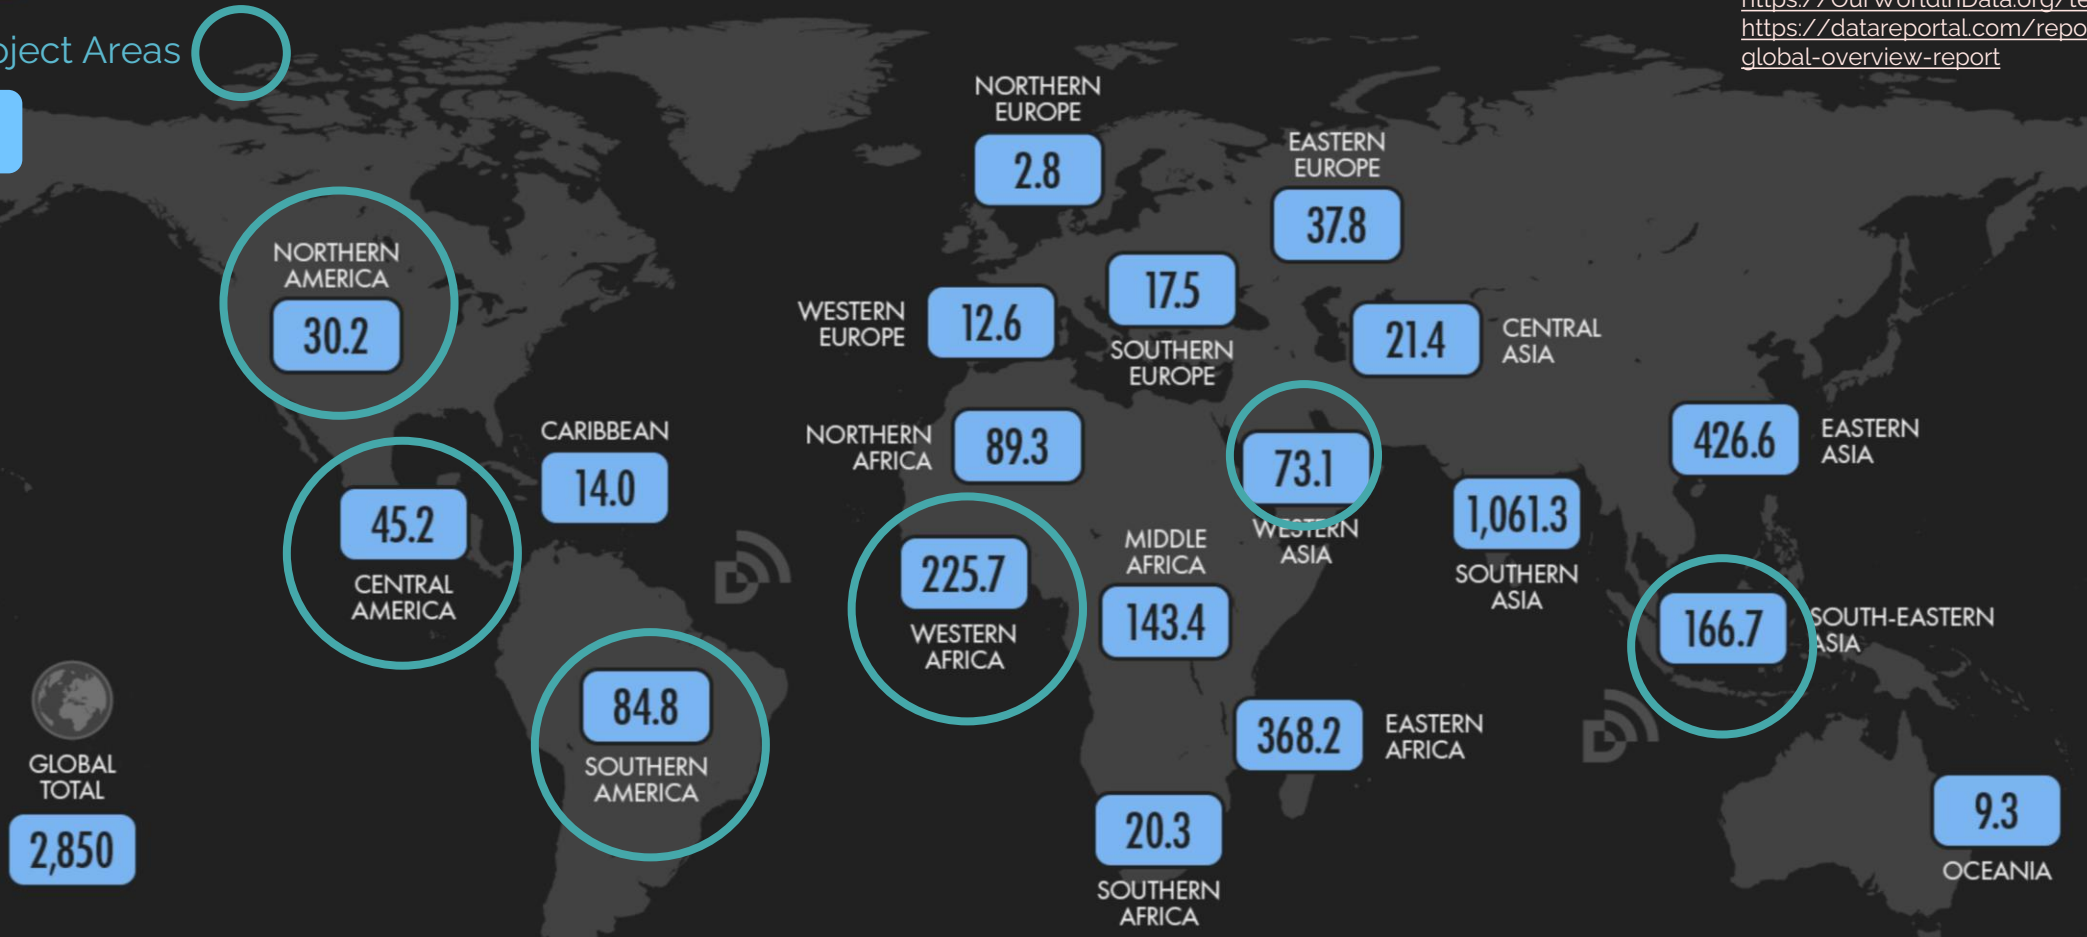 https://OurWorldInData.org/te
https://datareportal.com/repo
global-overview-report
ject Areas
NORTHERN
EUROPE
2.8
EASTERN
EUROPE
37.8
NORTHERN
AMERICA
30.2
WESTERN
EUROPE
12.6
17.5
SOUTHERN
EUROPE
21.4
CENTRAL
ASIA
CARIBBEAN
14.0
NORTHERN
AFRICA
89.3
73.1
WESTERN
ASIA
426.6
EASTERN
ASIA
45.2
CENTRAL
AMERICA
225.7
WESTERN
AFRICA
MIDDLE
AFRICA
143.4
1,061.3
SOUTHERN
ASIA
166.7
SOUTH-EASTERN
ASIA
84.8
SOUTHERN
AMERICA
368.2
EASTERN
AFRICA
GLOBAL
TOTAL
2,850
20.3
SOUTHERN
AFRICA
9.3
OCEANIA